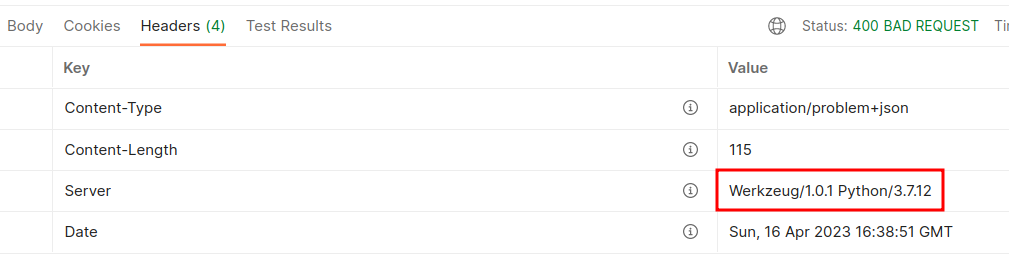 Body Cookies Headers (4) Test Results Status: 400 BAD REQUEST Ti
Key Value
Content-Type application/problem+json
Content-Length 115
Server Werkzeug/1.0.1 Python/3.7.12
Date Sun, 16 Apr 2023 16:38:51 GMT